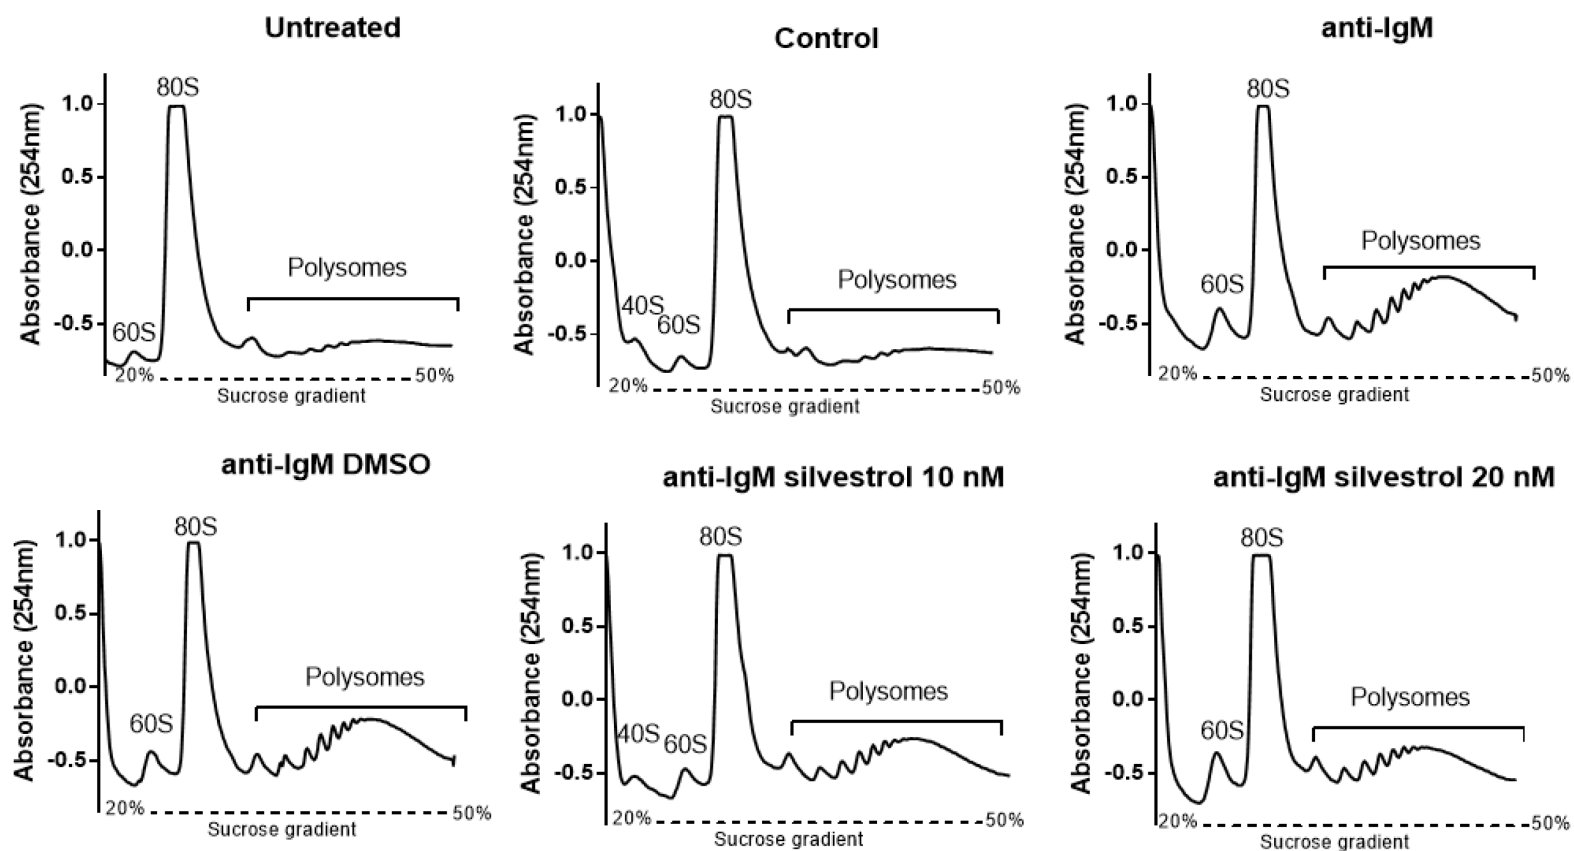 Untreated
Absorbance (254nm)
1.0
0.5
0.0
-0.5
80S
60S
Polysomes
20%
50%
Sucrose gradient
Control
Absorbance (254nm)
1.0
0.5
0.0
-0.5
80S
40S
60S
Polysomes
20%
50%
Sucrose gradient
anti-IgM
Absorbance (254nm)
1.0
0.5
0.0
-0.5
80S
60S
Polysomes
20%
50%
Sucrose gradient
anti-IgM DMSO
Absorbance (254nm)
1.0
0.5
0.0
-0.5
80S
60S
Polysomes
20%
50%
Sucrose gradient
anti-IgM silvestrol 10 nM
Absorbance (254nm)
1.0
0.5
0.0
-0.5
80S
40S
60S
Polysomes
20%
50%
Sucrose gradient
anti-IgM silvestrol 20 nM
Absorbance (254nm)
1.0
0.5
0.0
-0.5
80S
60S
Polysomes
20%
50%
Sucrose gradient